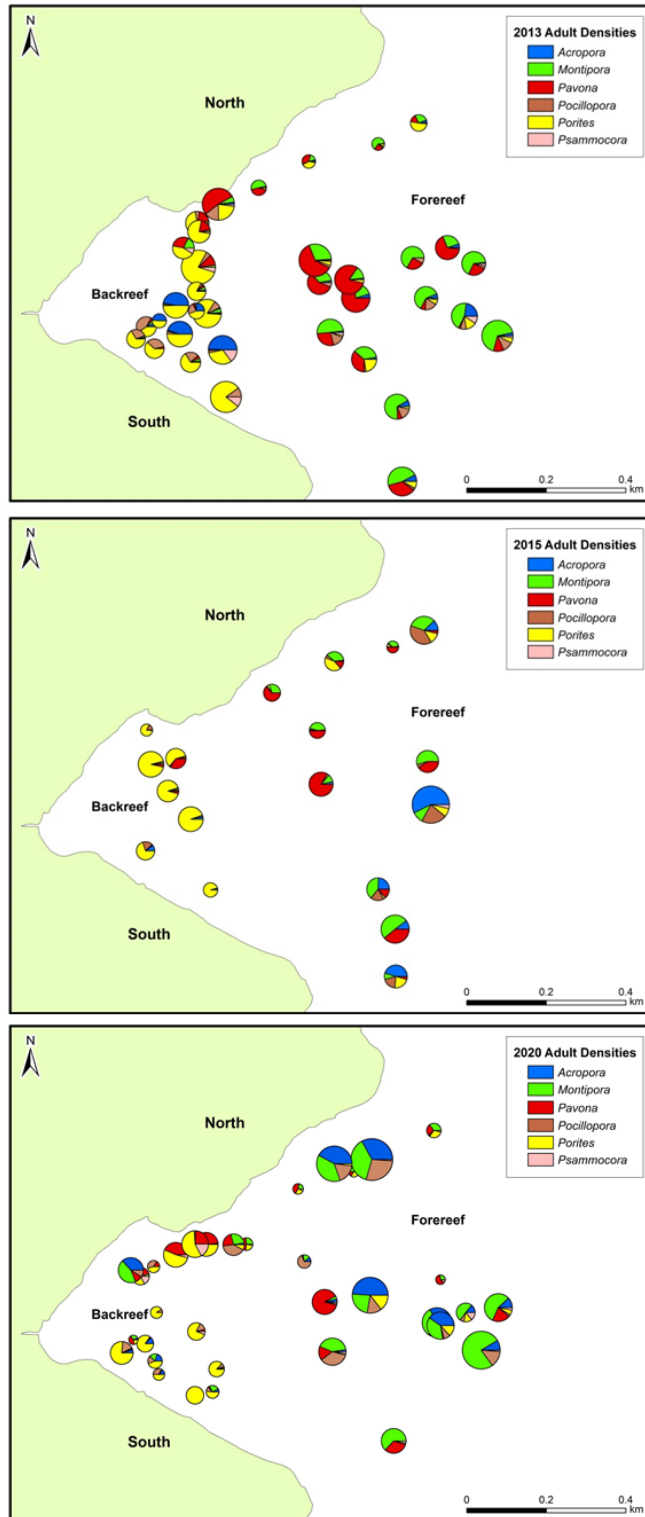 N
2013 Adult Densities
Acropora
Montipora
Pavona
Pocillopora
Porites
Psammocora
North
Forereef
Backreef
South
0 0.2 0.4
km
N
2015 Adult Densities
Acropora
Montipora
Pavona
Pocillopora
Porites
Psammocora
North
Forereef
Backreef
South
0 0.2 0.4
km
N
2020 Adult Densities
Acropora
Montipora
Pavona
Pocillopora
Porites
Psammocora
North
Forereef
Backreef
South
0 0.2 0.4
km